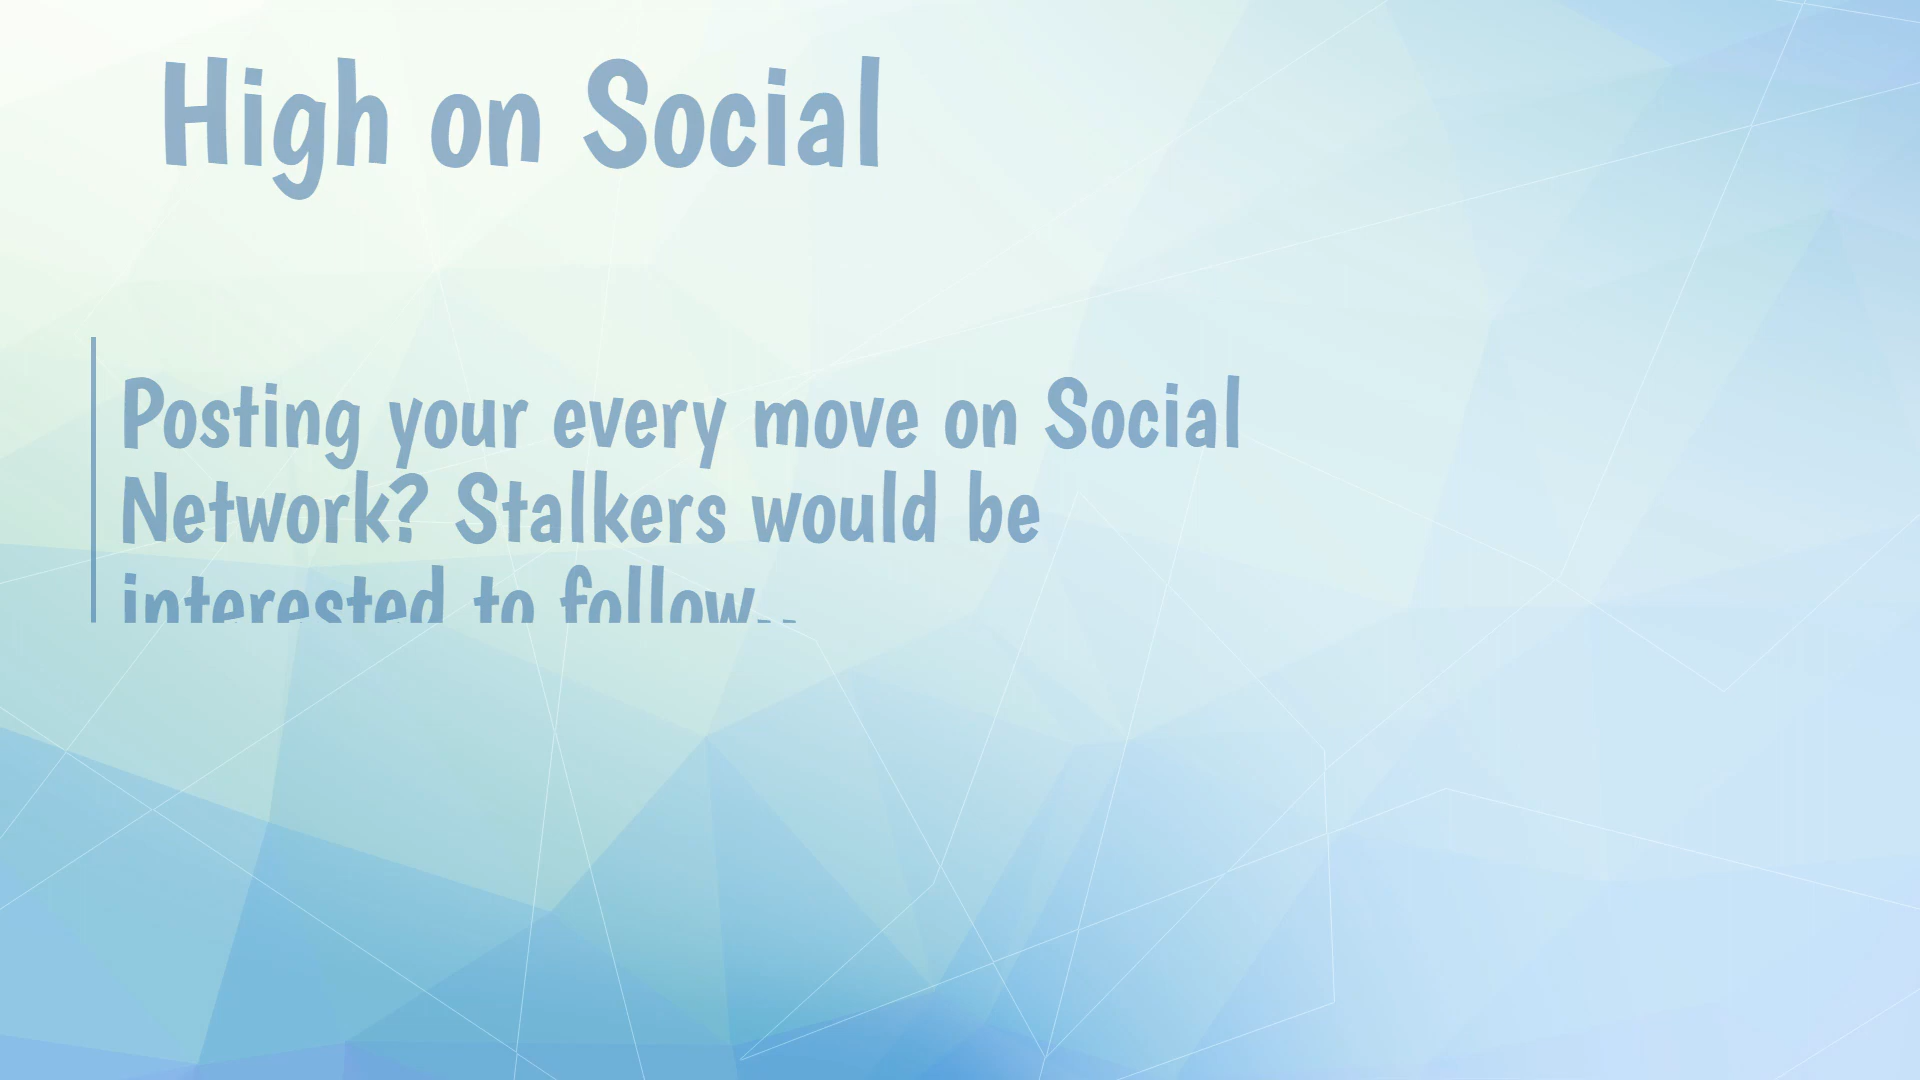 High on Social
Posting your every move on Social
Network? Stalkers would be
interested to follow..